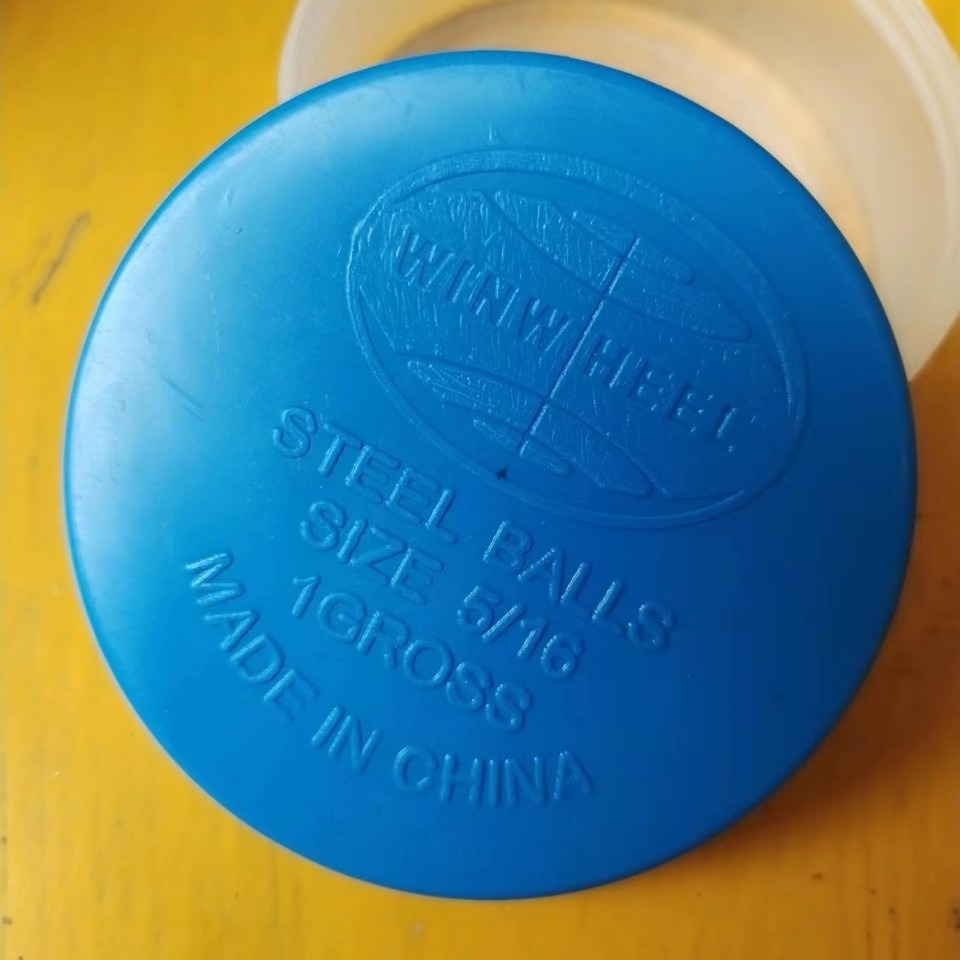 WINWHEEL
STEEL BALLS
SIZE 5/16
1GROSS
MADE IN CHINA